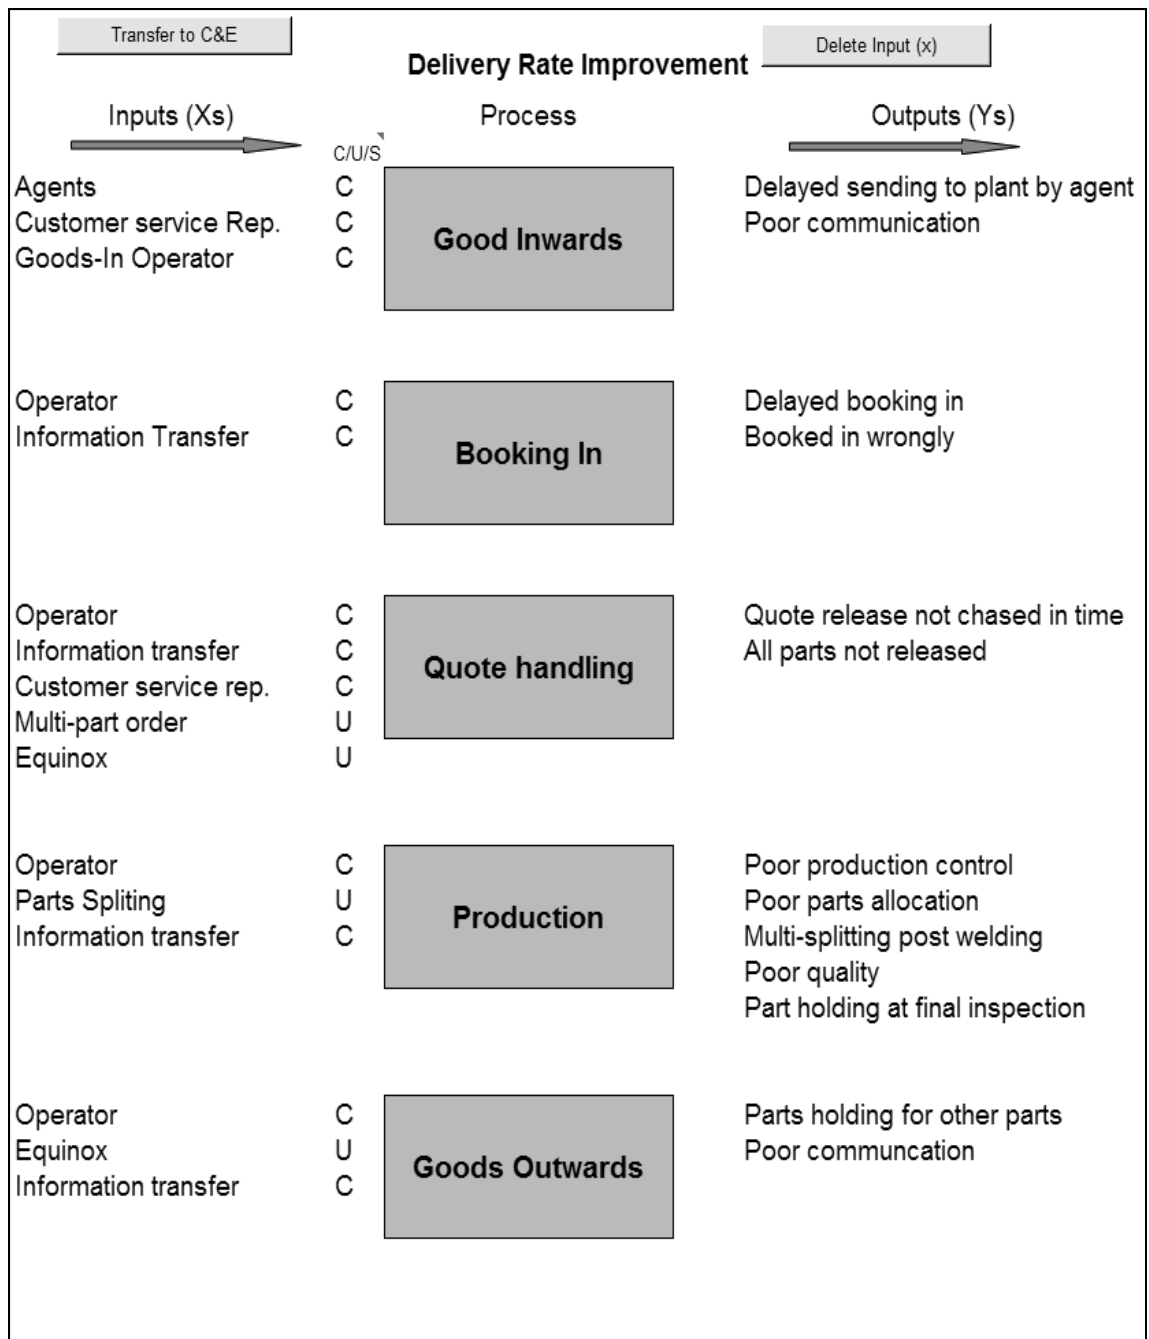 Transfer to C&E
Delete Input (x)
Delivery Rate Improvement
Inputs (Xs)
Process
Outputs (Ys)
C/U/S
Agents C
Customer service Rep. C
Goods-In Operator C
Good Inwards
Delayed sending to plant by agent
Poor communication
Operator C
Information Transfer C
Booking In
Delayed booking in
Booked in wrongly
Operator C
Information transfer C
Customer service rep. C
Multi-part order U
Equinox U
Quote handling
Quote release not chased in time
All parts not released
Operator C
Parts Spliting U
Information transfer C
Production
Poor production control
Poor parts allocation
Multi-splitting post welding
Poor quality
Part holding at final inspection
Operator C
Equinox U
Information transfer C
Goods Outwards
Parts holding for other parts
Poor communcation